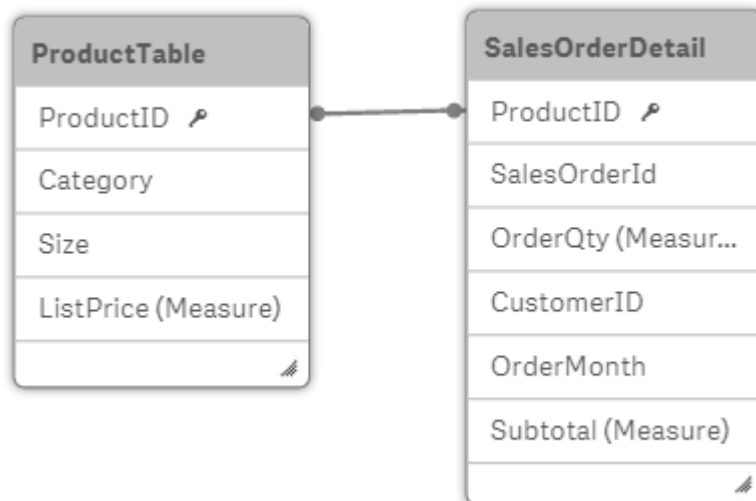 ProductTable
ProductID
Category
Size
ListPrice (Measure)
SalesOrderDetail
ProductID
SalesOrderId
OrderQty (Measur...
CustomerID
OrderMonth
Subtotal (Measure)